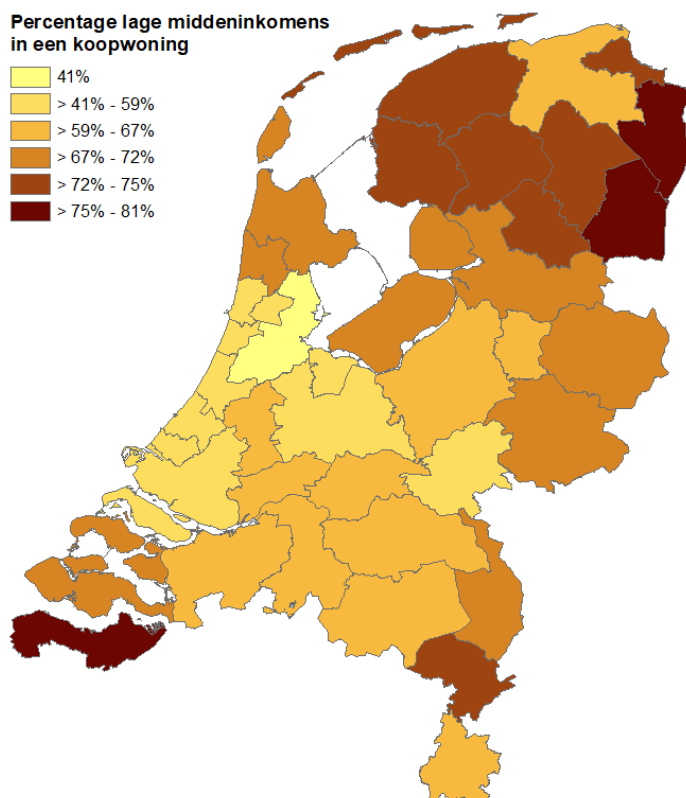 Percentage lage middeninkomens
in een koopwoning
41%
> 41% - 59%
> 59% - 67%
> 67% - 72%
> 72% - 75%
> 75% - 81%